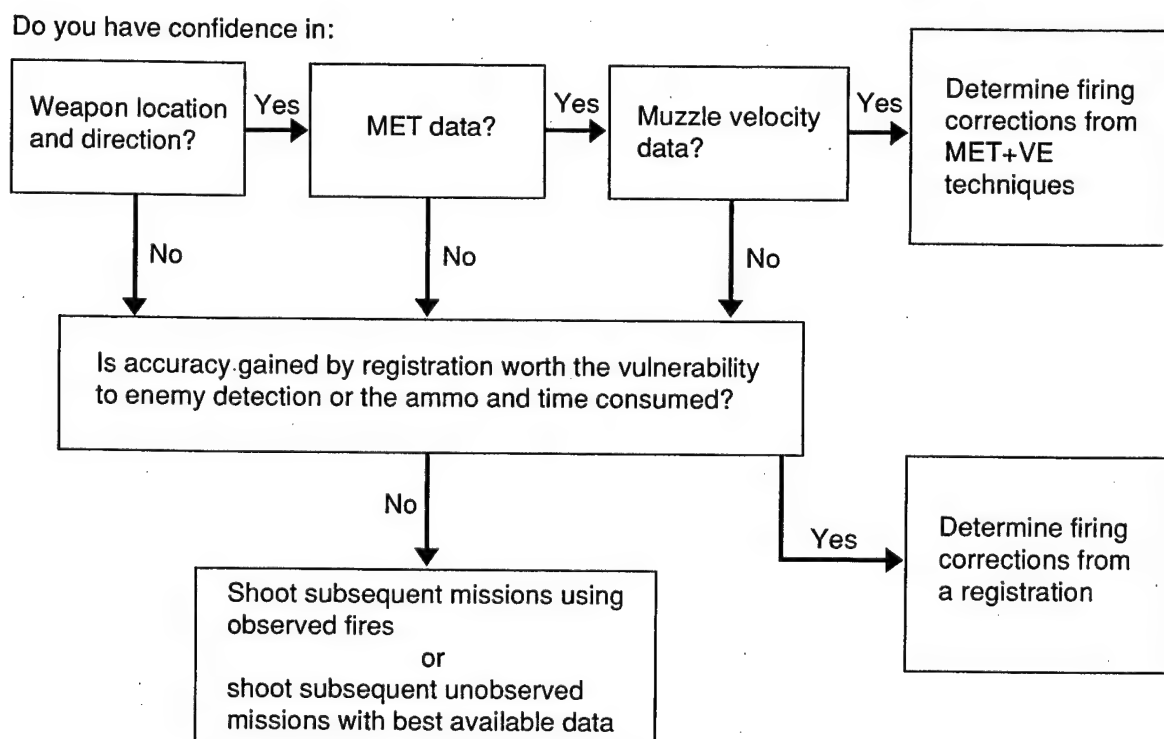 Do you have confidence in:
Weapon location
and direction?
Yes
MET data?
Yes
Muzzle velocity
data?
Yes
Determine firing
corrections from
MET+VE
techniques
No
No
No
Is accuracy gained by registration worth the vulnerability
to enemy detection or the ammo and time consumed?
No
Yes
Determine firing
corrections from
a registration
Shoot subsequent missions using
observed fires
or
shoot subsequent unobserved
missions with best available data